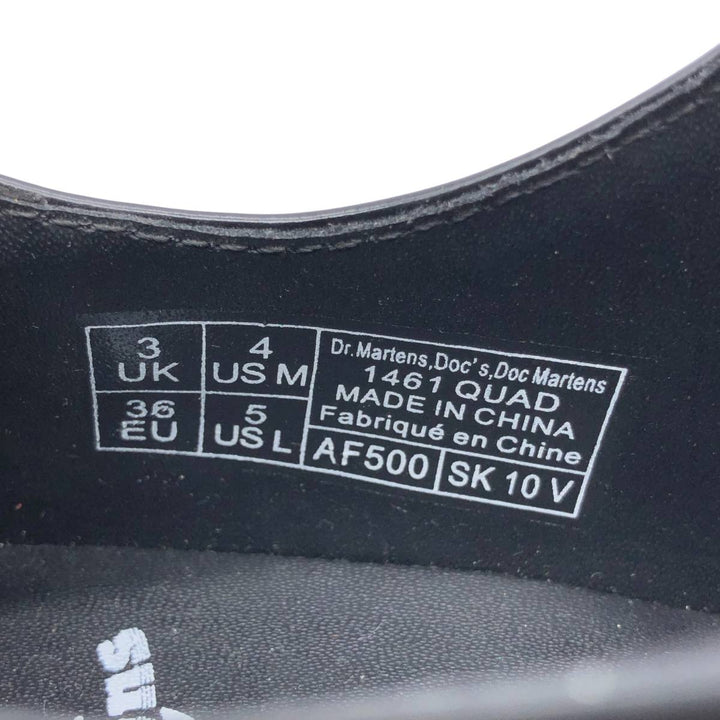 3
UK
4
US M
36
EU
5
US L
Dr.Martens,Doc's,Doc Martens
1461 QUAD
MADE IN CHINA
Fabriqué en Chine
AF500
SK 10 V